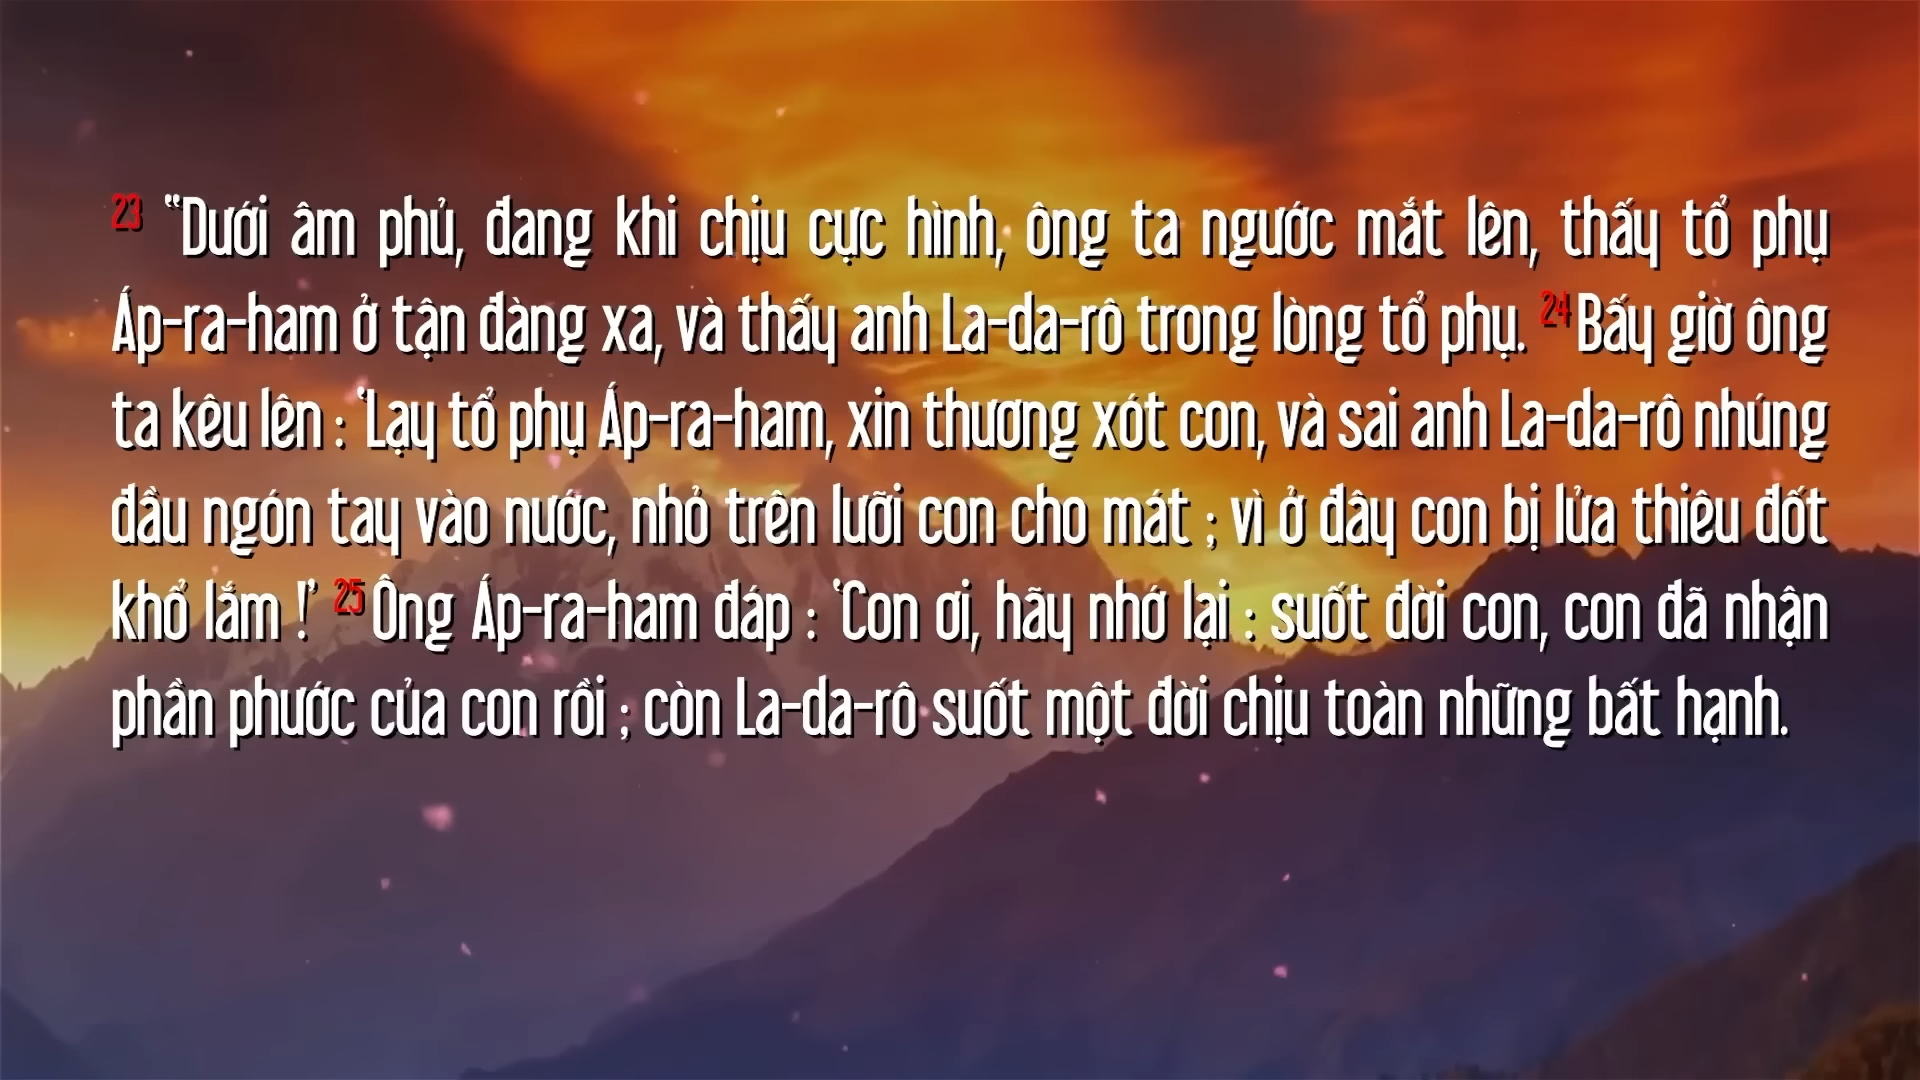 23 “Dưới âm phủ, đang khi chịu cực hình, ông ta ngước mắt lên, thấy tổ phụ
Áp-ra-ham ở tận đàng xa, và thấy anh La-da-rô trong lòng tổ phụ. 24 Bấy giờ ông
ta kêu lên : ‘Lạy tổ phụ Áp-ra-ham, xin thương xót con, và sai anh La-da-rô nhúng
đầu ngón tay vào nước, nhỏ trên lưỡi con cho mát ; vì ở đây con bị lửa thiêu đốt
khổ lắm !’ 25 Ông Áp-ra-ham đáp : ‘Con ơi, hãy nhớ lại : suốt đời con, con đã nhận
phần phước của con rồi ; còn La-da-rô suốt một đời chịu toàn những bất hạnh.